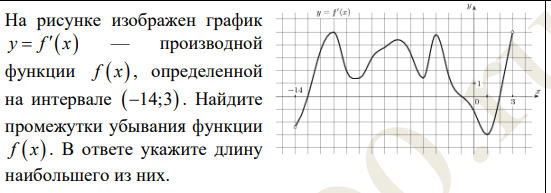 На рисунке изображен график
y = f′(x) — производной
функции f(x), определенной
на интервале (−14;3). Найдите
промежутки убывания функции
f(x). В ответе укажите длину
наибольшего из них.
y = f′(x)
y
−14
1
0
3
x